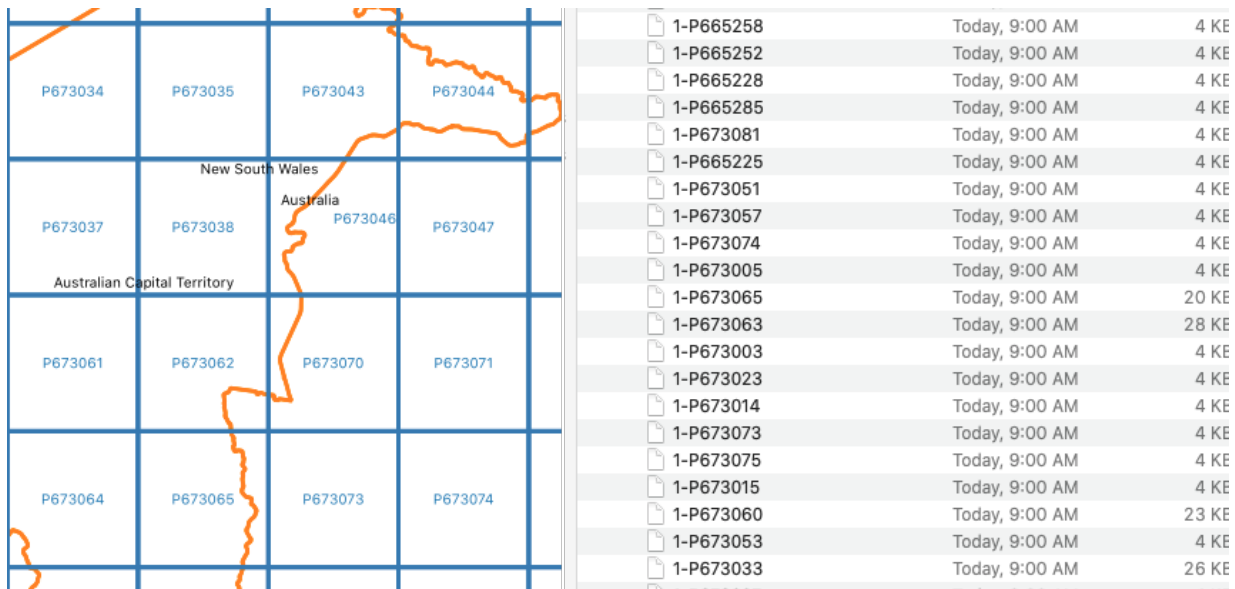 P673034 P673035 P673043 P673044
New South Wales
Australia
P673037 P673038 P673046 P673047
Australian Capital Territory
P673061 P673062 P673070 P673071
P673064 P673065 P673073 P673074
1-P665258 Today, 9:00 AM 4 KB
1-P665252 Today, 9:00 AM 4 KB
1-P665228 Today, 9:00 AM 4 KB
1-P665285 Today, 9:00 AM 4 KB
1-P673081 Today, 9:00 AM 4 KB
1-P665225 Today, 9:00 AM 4 KB
1-P673051 Today, 9:00 AM 4 KB
1-P673057 Today, 9:00 AM 4 KB
1-P673074 Today, 9:00 AM 4 KB
1-P673005 Today, 9:00 AM 4 KB
1-P673065 Today, 9:00 AM 20 KB
1-P673063 Today, 9:00 AM 28 KB
1-P673003 Today, 9:00 AM 4 KB
1-P673023 Today, 9:00 AM 4 KB
1-P673014 Today, 9:00 AM 4 KB
1-P673073 Today, 9:00 AM 4 KB
1-P673075 Today, 9:00 AM 4 KB
1-P673015 Today, 9:00 AM 4 KB
1-P673060 Today, 9:00 AM 23 KB
1-P673053 Today, 9:00 AM 4 KB
1-P673033 Today, 9:00 AM 26 KB